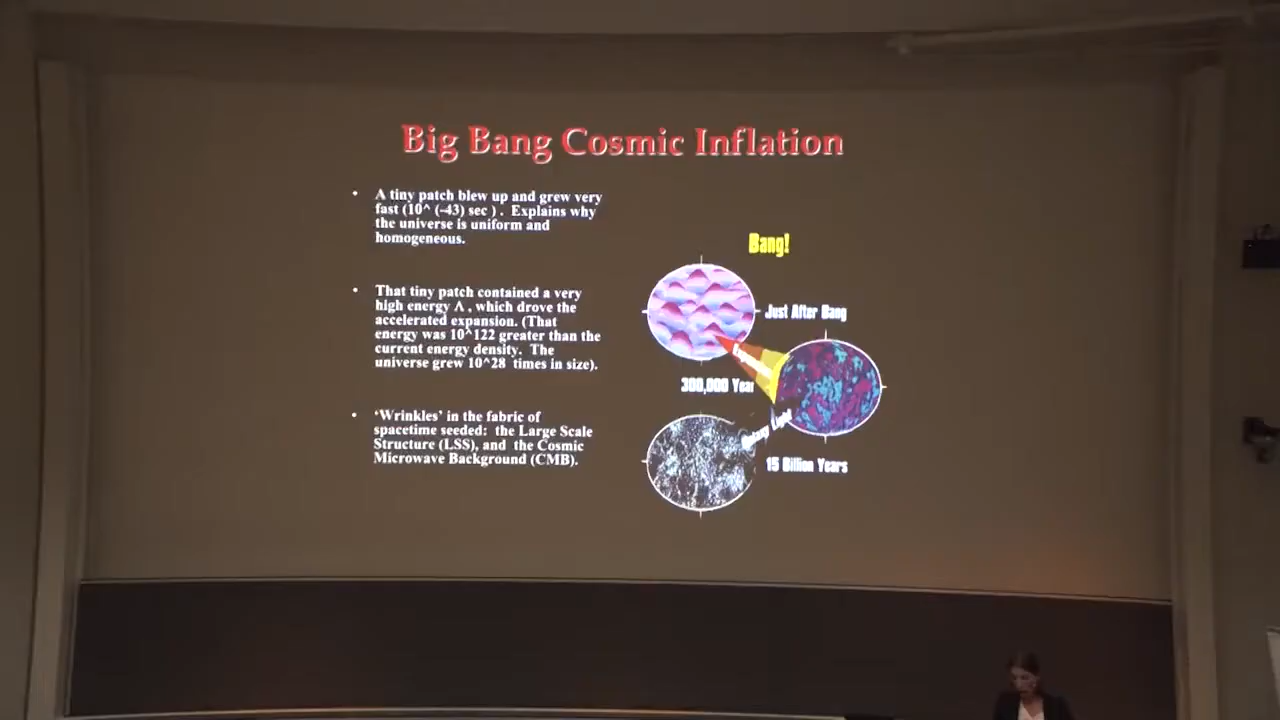 Big Bang Cosmic Inflation
• A tiny patch blew up and grew very
fast (10^ (-43) sec ) . Explains why
the universe is uniform and
homogeneous.
• That tiny patch contained a very
high energy Λ , which drove the
accelerated expansion. (That
energy was 10^122 greater than the
current energy density. The
universe grew 10^28 times in size).
• ‘Wrinkles’ in the fabric of
spacetime seeded: the Large Scale
Structure (LSS), and the Cosmic
Microwave Background (CMB).
Bang!
Just After Bang
300,000 Year
Light
15 Billion Years